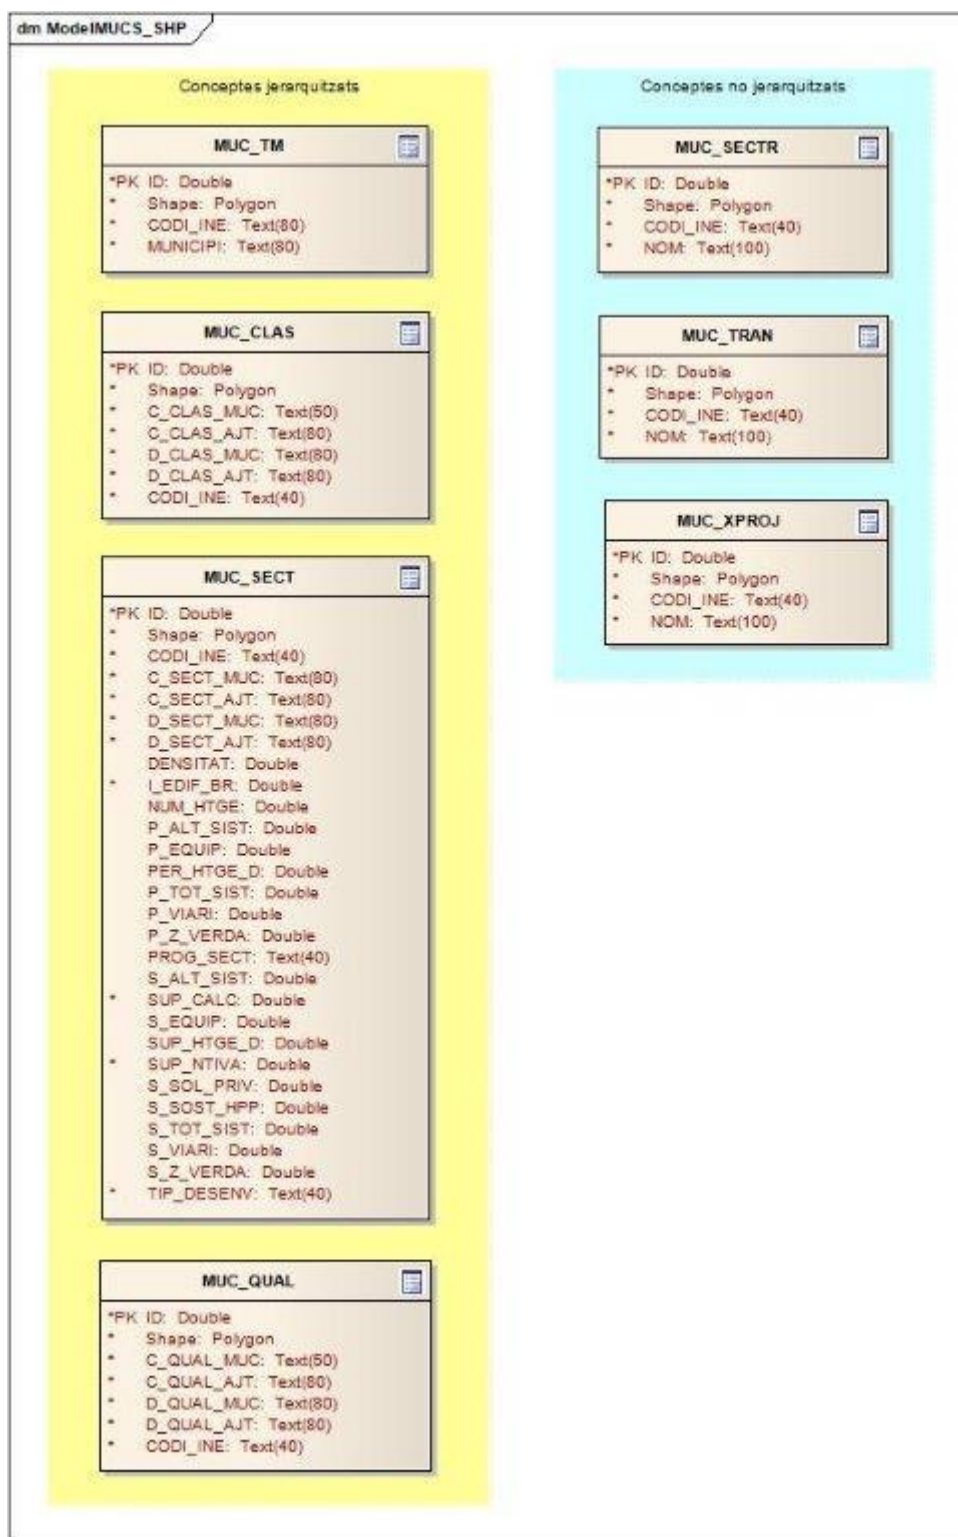 dm ModelMUCS_SHP
Conceptes jerarquitzats
MUC_TM
*PK ID: Double
* Shape: Polygon
* CODI_INE: Text(80)
* MUNICIPI: Text(80)
MUC_CLAS
*PK ID: Double
* Shape: Polygon
* C_CLAS_MUC: Text(50)
* C_CLAS_AJT: Text(80)
* D_CLAS_MUC: Text(80)
* D_CLAS_AJT: Text(80)
* CODI_INE: Text(40)
MUC_SECT
*PK ID: Double
* Shape: Polygon
* CODI_INE: Text(40)
* C_SECT_MUC: Text(80)
* C_SECT_AJT: Text(80)
* D_SECT_MUC: Text(80)
* D_SECT_AJT: Text(80)
DENSITAT: Double
* I_EDIF_BR: Double
NUM_HTGE: Double
P_ALT_SIST: Double
P_EQUIP: Double
PER_HTGE_D: Double
P_TOT_SIST: Double
P_VIARI: Double
P_Z_VERDA: Double
PROG_SECT: Text(40)
S_ALT_SIST: Double
* SUP_CALC: Double
S_EQUIP: Double
SUP_HTGE_D: Double
* SUP_NTIVA: Double
S_SOL_PRIV: Double
S_SOST_HPP: Double
S_TOT_SIST: Double
S_VIARI: Double
S_Z_VERDA: Double
* TIP_DESENV: Text(40)
MUC_QUAL
*PK ID: Double
* Shape: Polygon
* C_QUAL_MUC: Text(50)
* C_QUAL_AJT: Text(80)
* D_QUAL_MUC: Text(80)
* D_QUAL_AJT: Text(80)
* CODI_INE: Text(40)
Conceptes no jerarquitzats
MUC_SECTR
*PK ID: Double
* Shape: Polygon
* CODI_INE: Text(40)
* NOM: Text(100)
MUC_TRAN
*PK ID: Double
* Shape: Polygon
* CODI_INE: Text(40)
* NOM: Text(100)
MUC_XPROJ
*PK ID: Double
* Shape: Polygon
* CODI_INE: Text(40)
* NOM: Text(100)